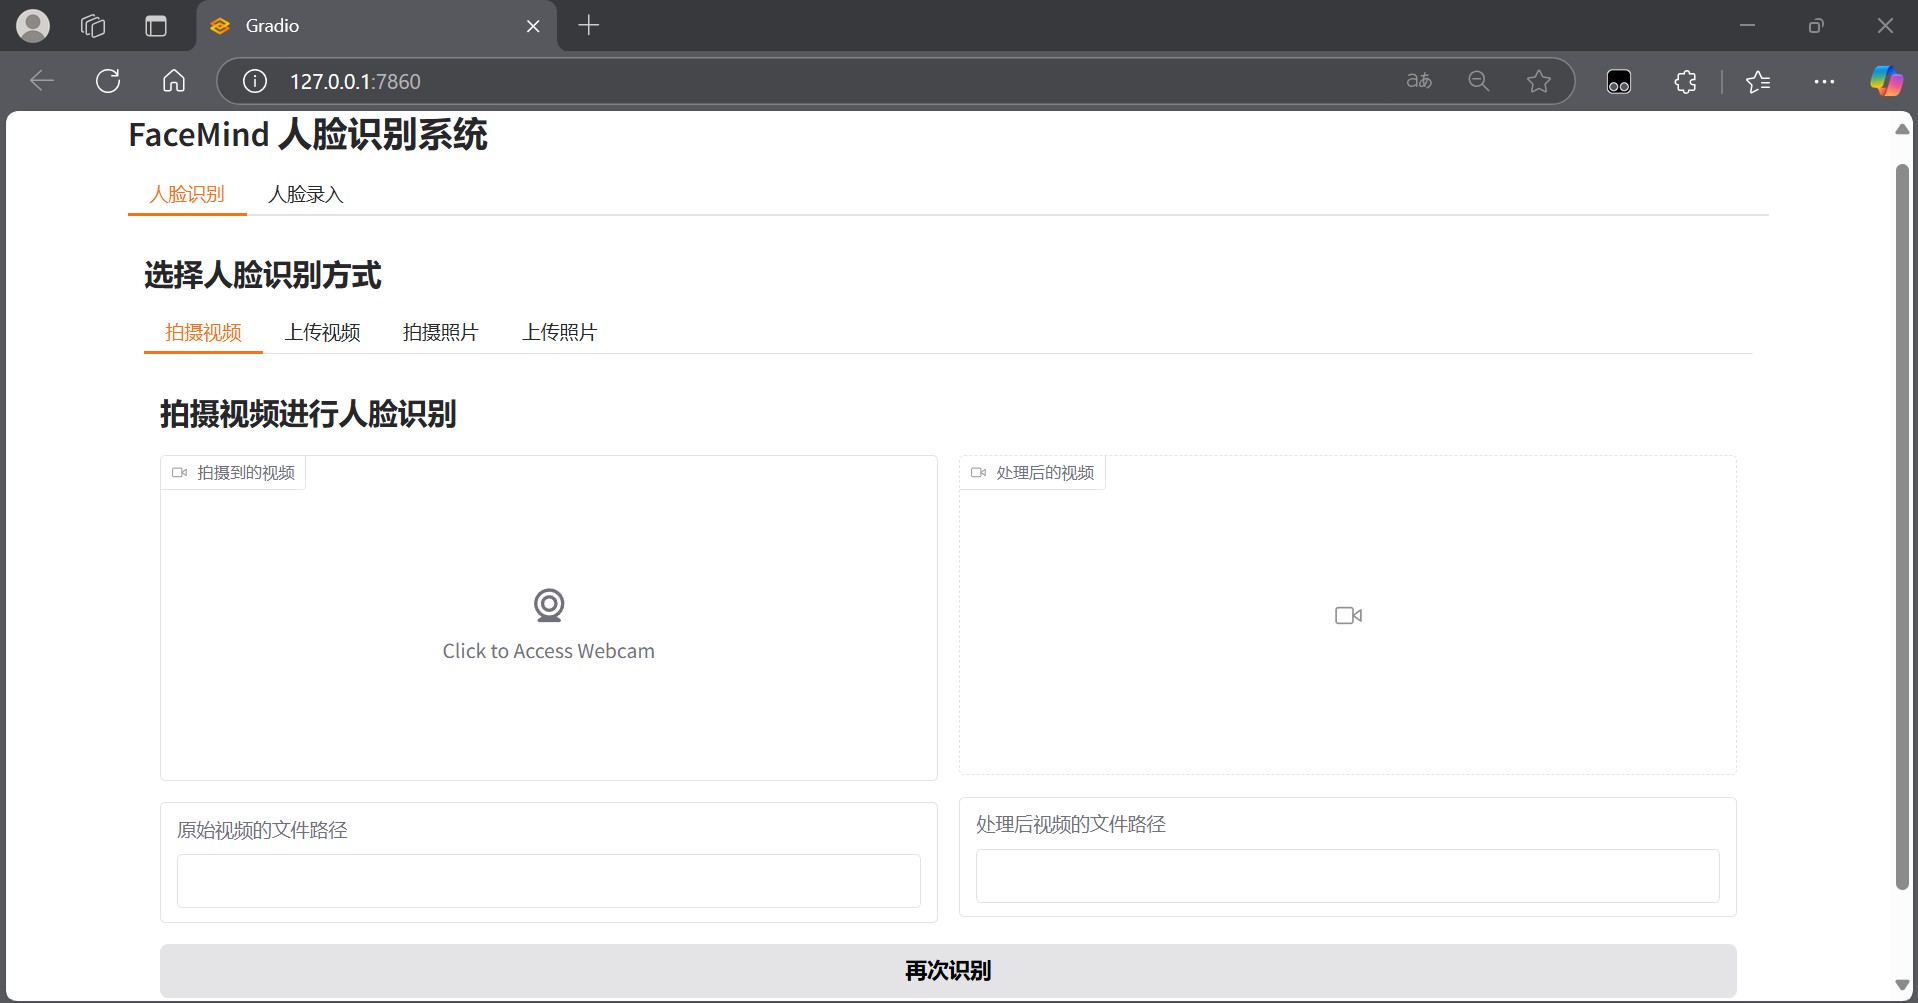 Gradio
127.0.0.1:7860
aあ
FaceMind 人脸识别系统
人脸识别 人脸录入
选择人脸识别方式
拍摄视频 上传视频 拍摄照片 上传照片
拍摄视频进行人脸识别
拍摄到的视频
处理后的视频
Click to Access Webcam
原始视频的文件路径
处理后视频的文件路径
再次识别